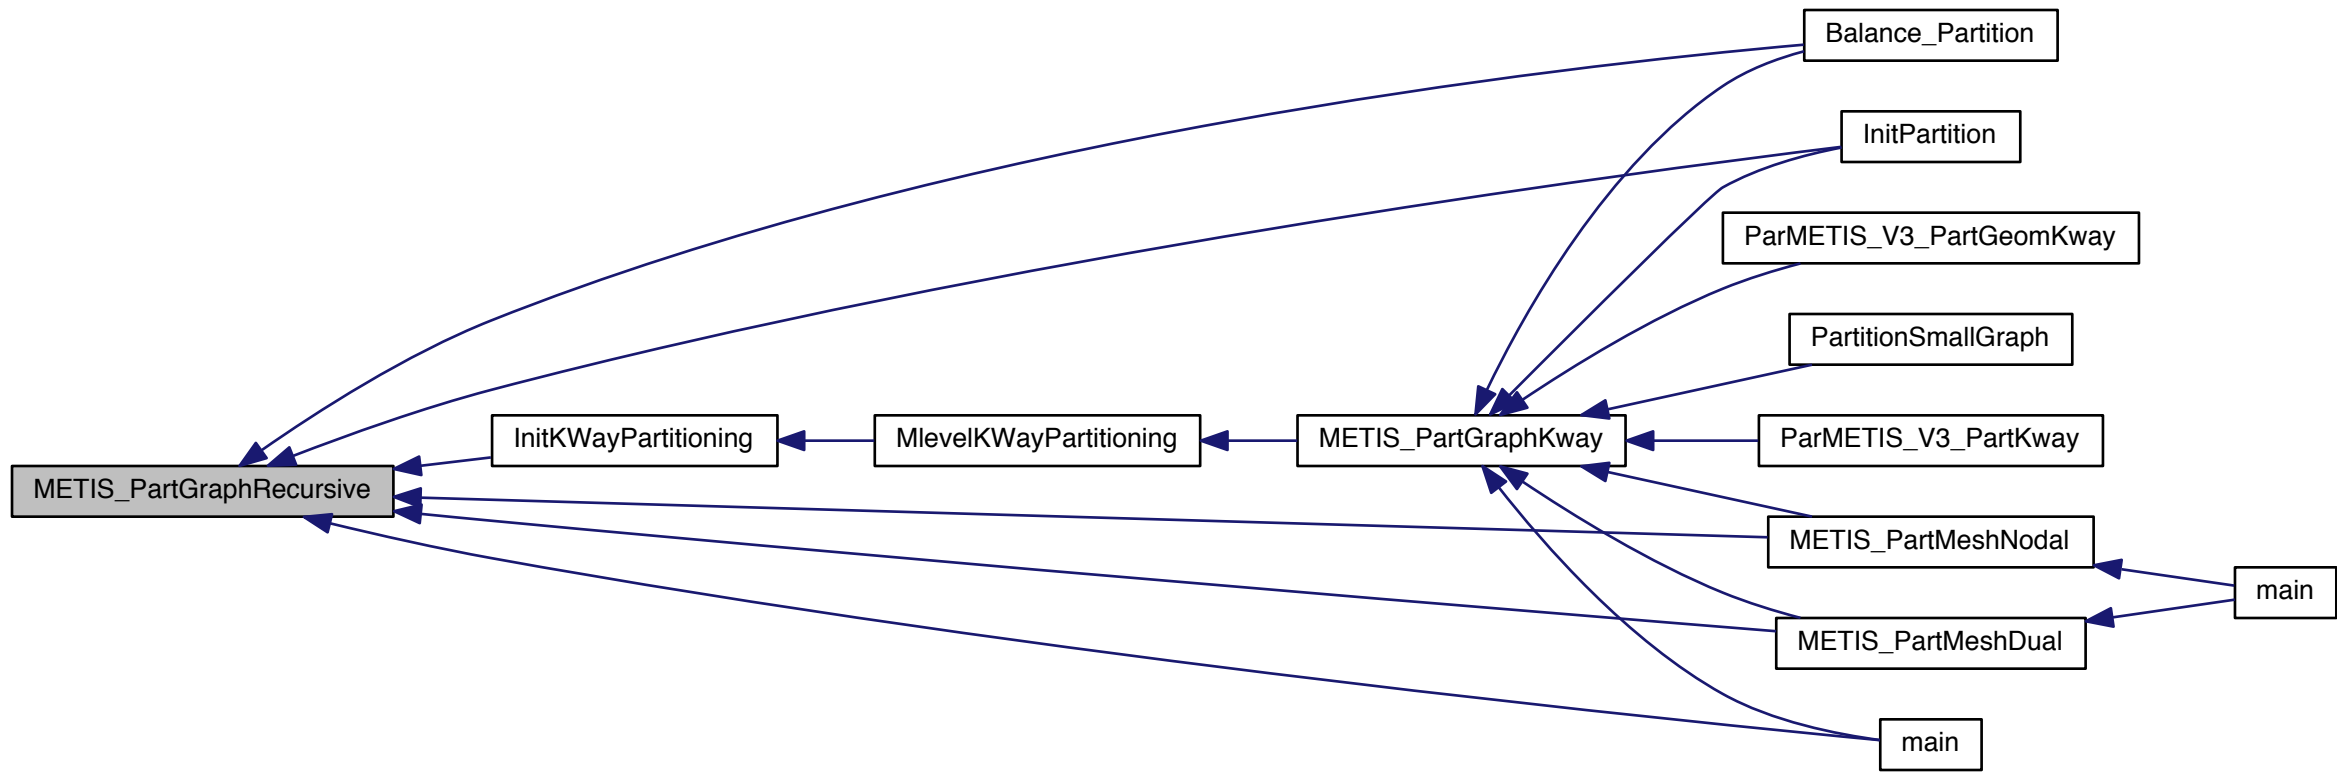 Balance_Partition
InitPartition
ParMETIS_V3_PartGeomKway
PartitionSmallGraph
InitKWayPartitioning
MlevelKWayPartitioning
METIS_PartGraphKway
ParMETIS_V3_PartKway
METIS_PartGraphRecursive
METIS_PartMeshNodal
main
METIS_PartMeshDual
main